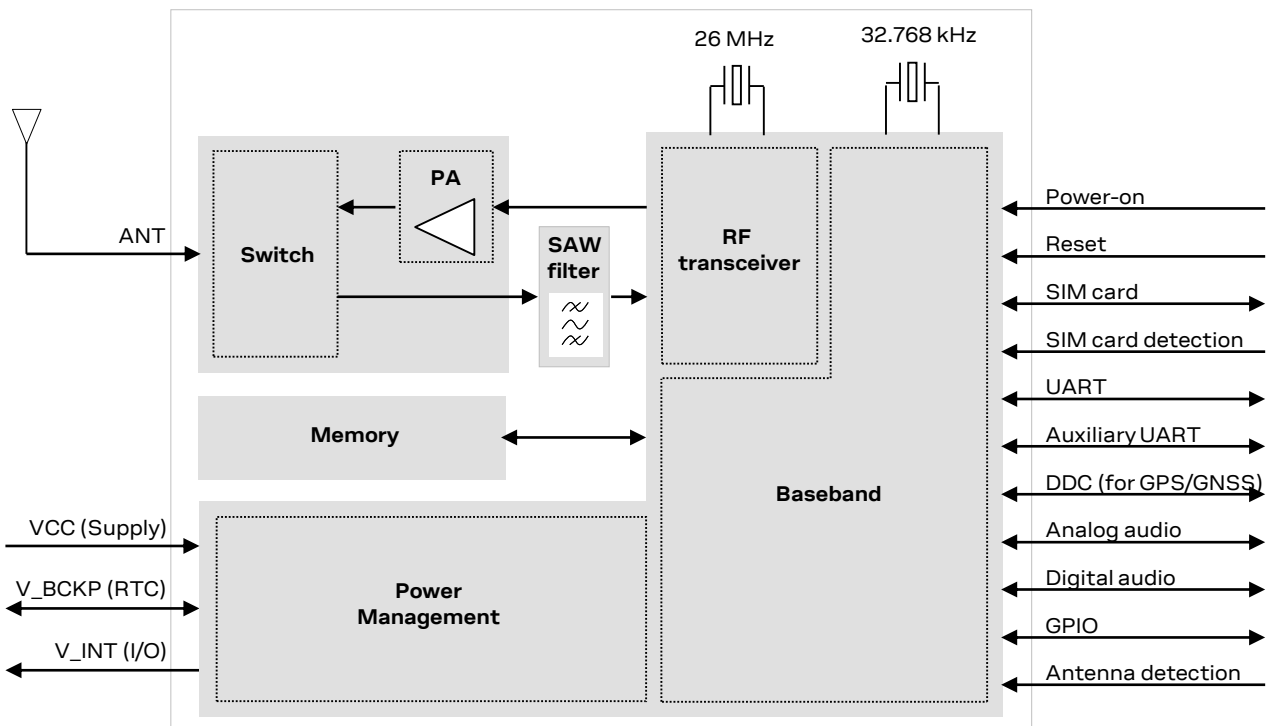 26 MHz
32.768 kHz
ANT
Switch
PA
SAW
filter
RF
transceiver
Memory
Baseband
VCC (Supply)
V_BCKP (RTC)
V_INT (I/O)
Power
Management
Power-on
Reset
SIM card
SIM card detection
UART
Auxiliary UART
DDC (for GPS/GNSS)
Analog audio
Digital audio
GPIO
Antenna detection